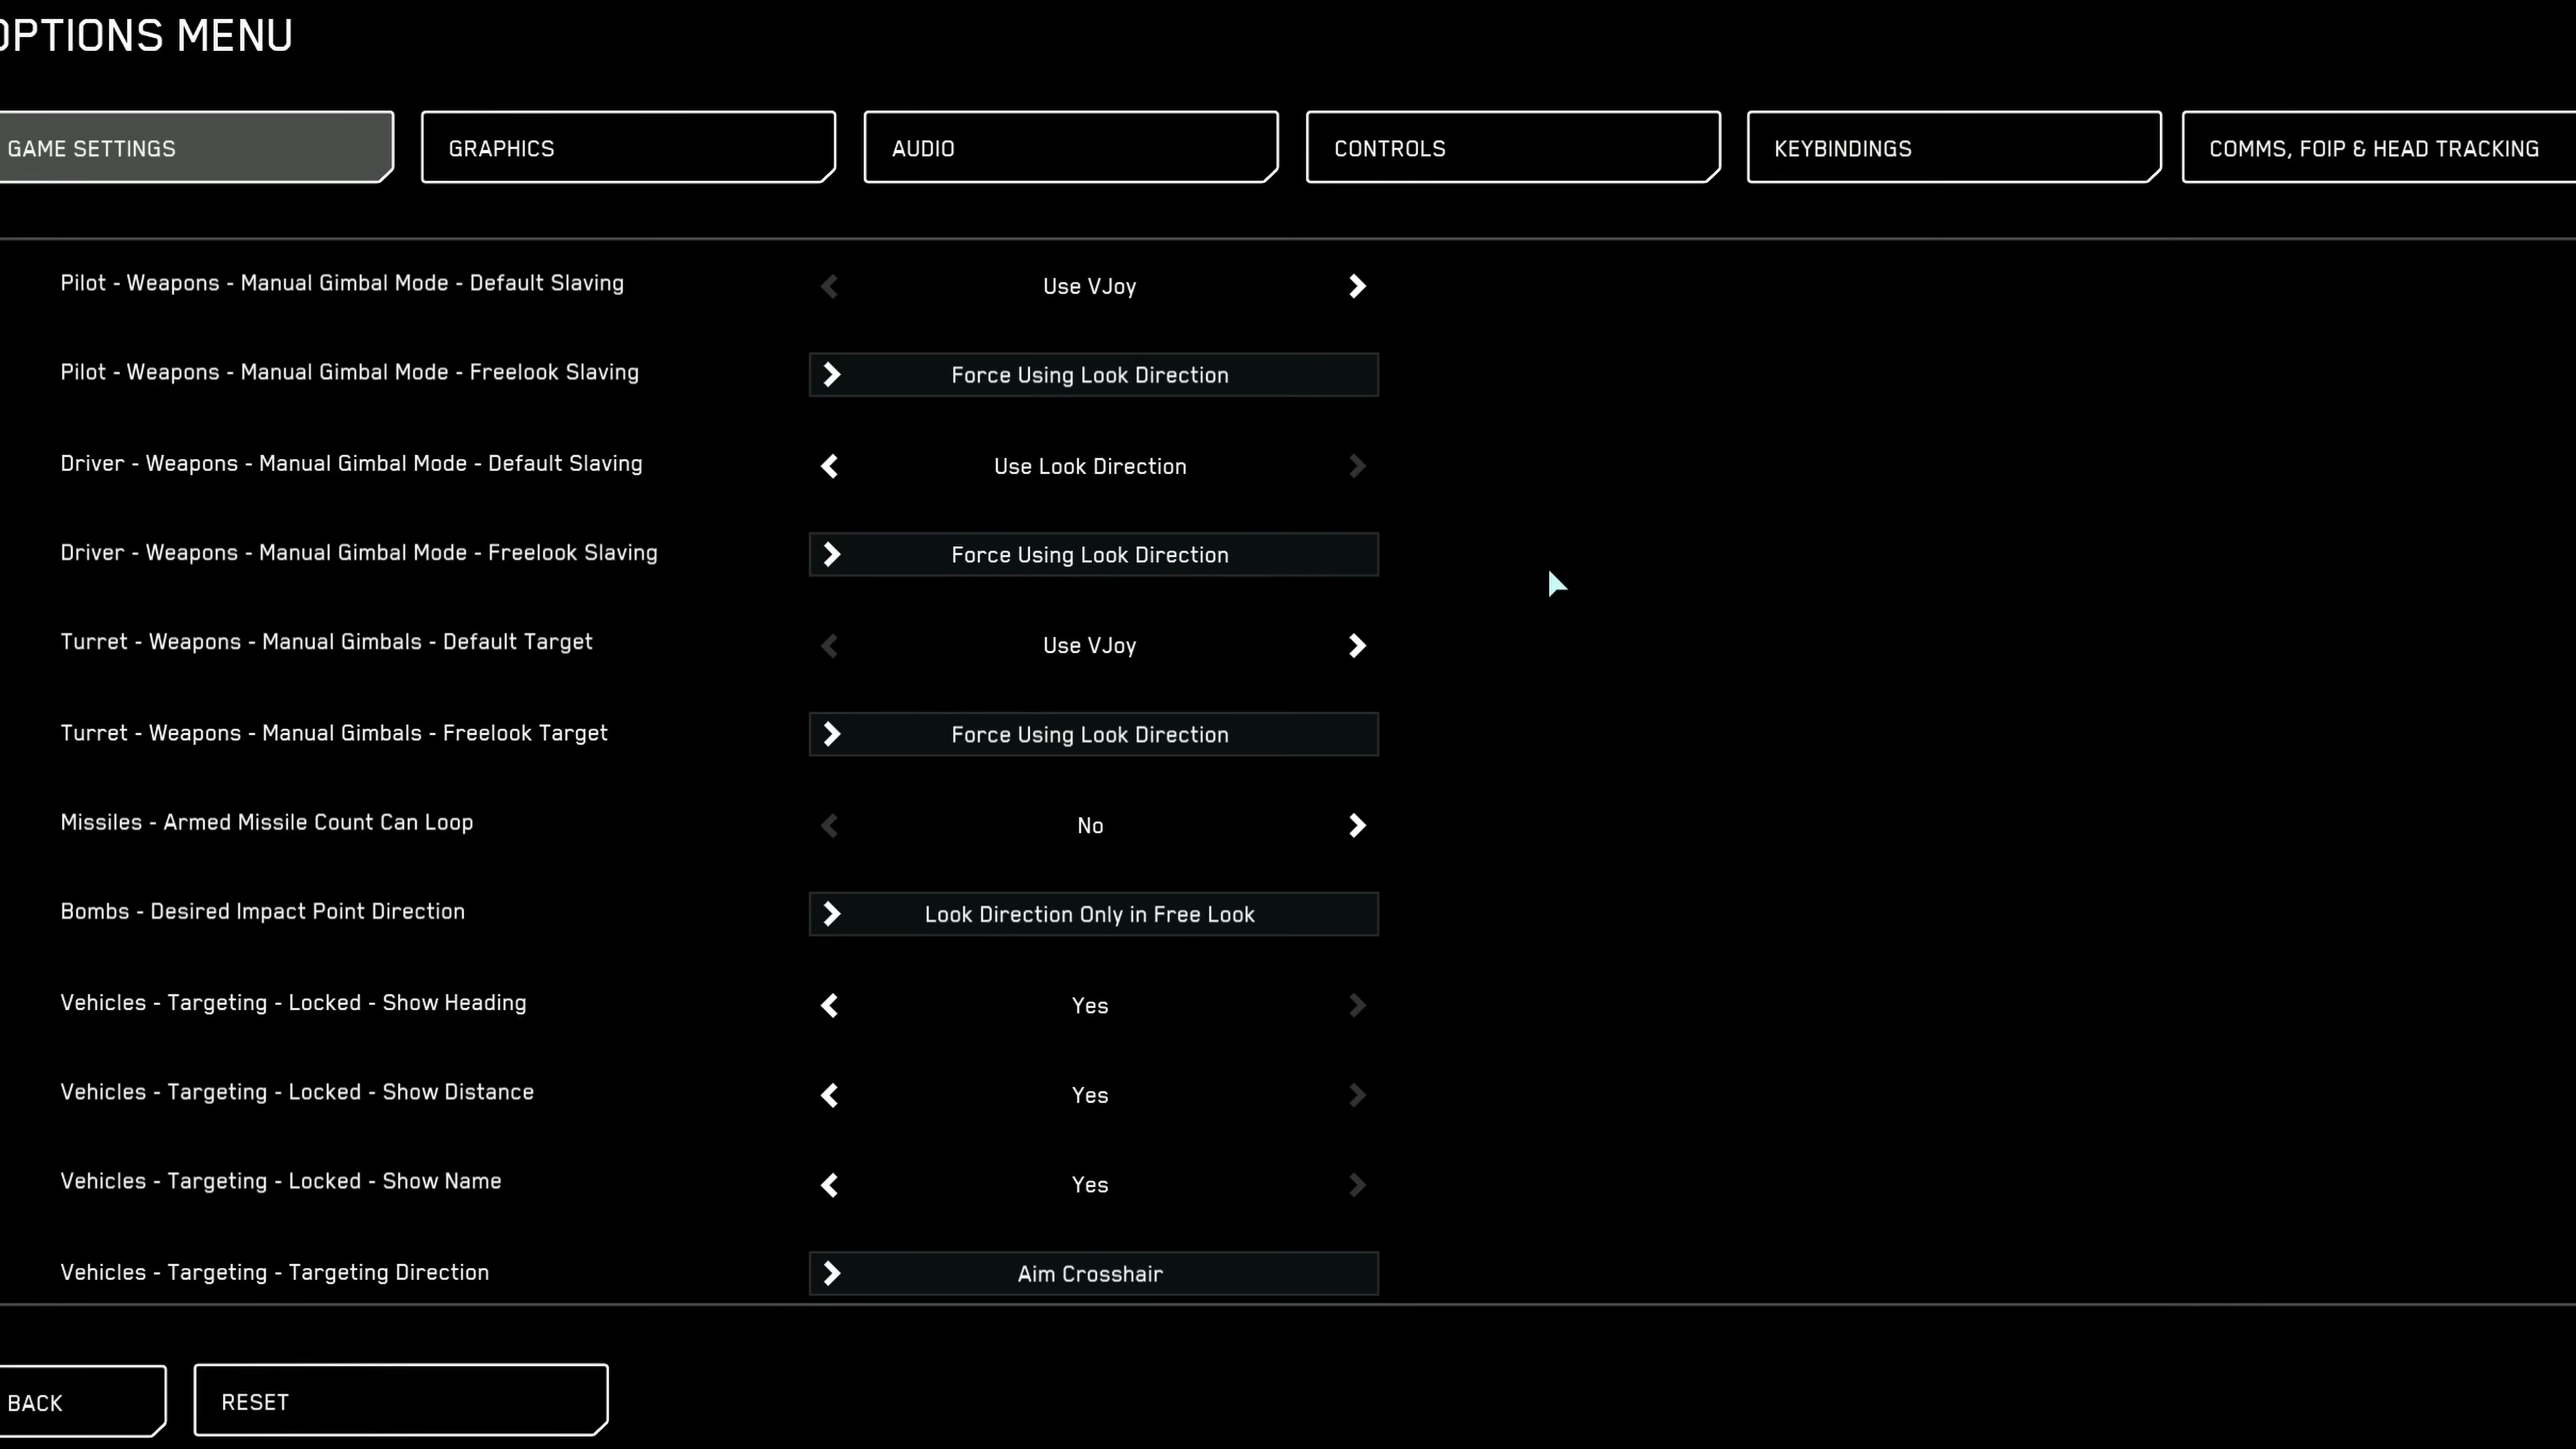 OPTIONS MENU
GAME SETTINGS
GRAPHICS
AUDIO
CONTROLS
KEYBINDINGS
COMMS, FOIP & HEAD TRACKING
Pilot - Weapons - Manual Gimbal Mode - Default Slaving
Use VJoy
Pilot - Weapons - Manual Gimbal Mode - Freelook Slaving
Force Using Look Direction
Driver - Weapons - Manual Gimbal Mode - Default Slaving
Use Look Direction
Driver - Weapons - Manual Gimbal Mode - Freelook Slaving
Force Using Look Direction
Turret - Weapons - Manual Gimbals - Default Target
Use VJoy
Turret - Weapons - Manual Gimbals - Freelook Target
Force Using Look Direction
Missiles - Armed Missile Count Can Loop
No
Bombs - Desired Impact Point Direction
Look Direction Only in Free Look
Vehicles - Targeting - Locked - Show Heading
Yes
Vehicles - Targeting - Locked - Show Distance
Yes
Vehicles - Targeting - Locked - Show Name
Yes
Vehicles - Targeting - Targeting Direction
Aim Crosshair
BACK
RESET